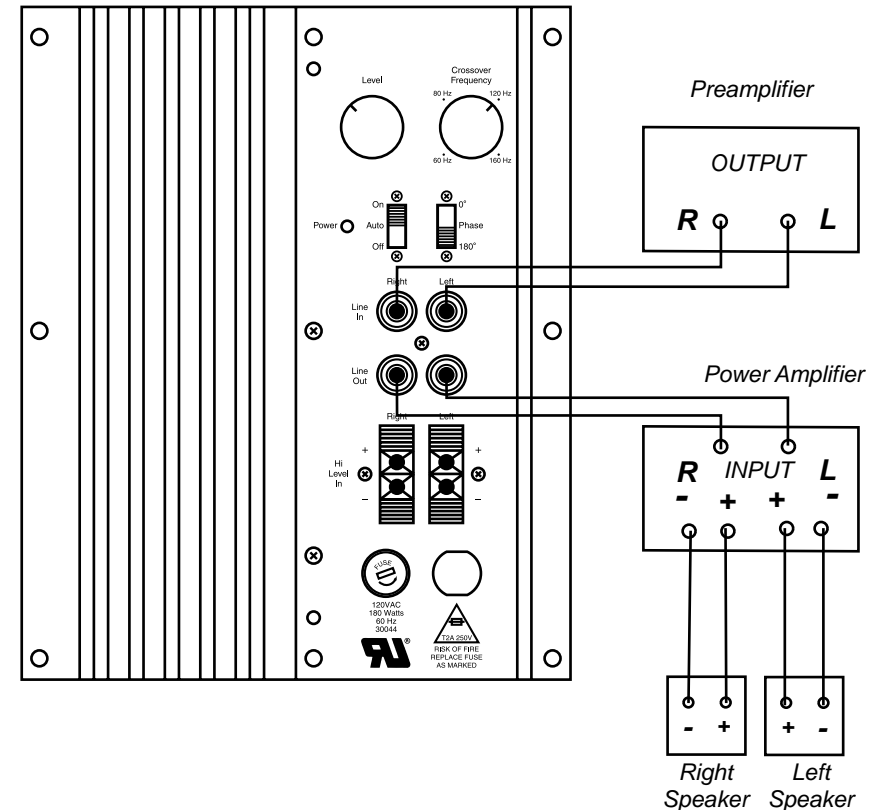 Level
Crossover
Frequency
80 Hz
120 Hz
60 Hz
160 Hz
On
Auto
Off
Power
0°
Phase
180°
Right
Left
Line
In
Line
Out
Right
Left
+
+
Hi
Level
In
–
–
FUSE
120VAC
180 Watts
60 Hz
30044
®
T2A 250V
RISK OF FIRE
REPLACE FUSE
AS MARKED
Preamplifier
OUTPUT
R
L
Power Amplifier
R INPUT L
- + + -
- +
+ -
Right
Speaker
Left
Speaker